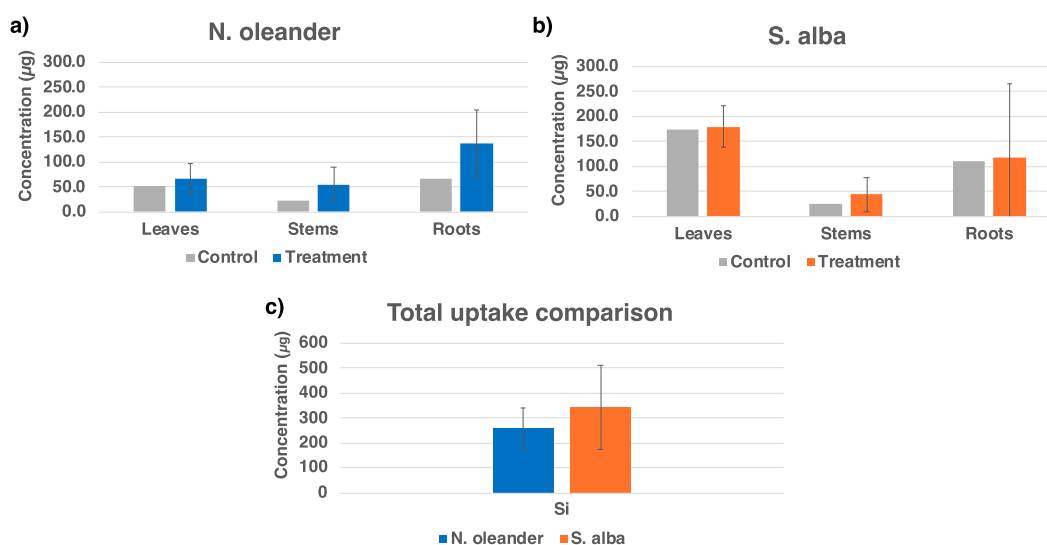 a)
N. oleander
Concentration (µg)
300.0
250.0
200.0
150.0
100.0
50.0
0.0
Leaves Stems Roots
Control Treatment
b)
S. alba
Concentration (µg)
300.0
250.0
200.0
150.0
100.0
50.0
0.0
Leaves Stems Roots
Control Treatment
c)
Total uptake comparison
Concentration (µg)
600
500
400
300
200
100
0
Si
N. oleander S. alba